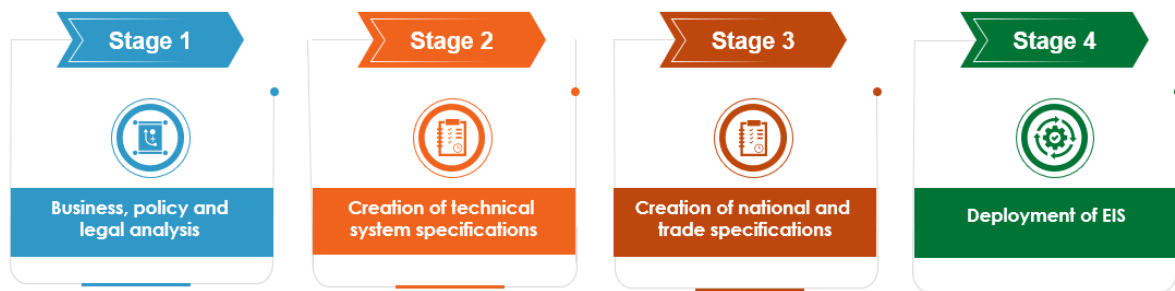 Stage 1
Stage 2
Stage 3
Stage 4
Business, policy and
legal analysis
Creation of technical
system specifications
Creation of national and
trade specifications
Deployment of EIS